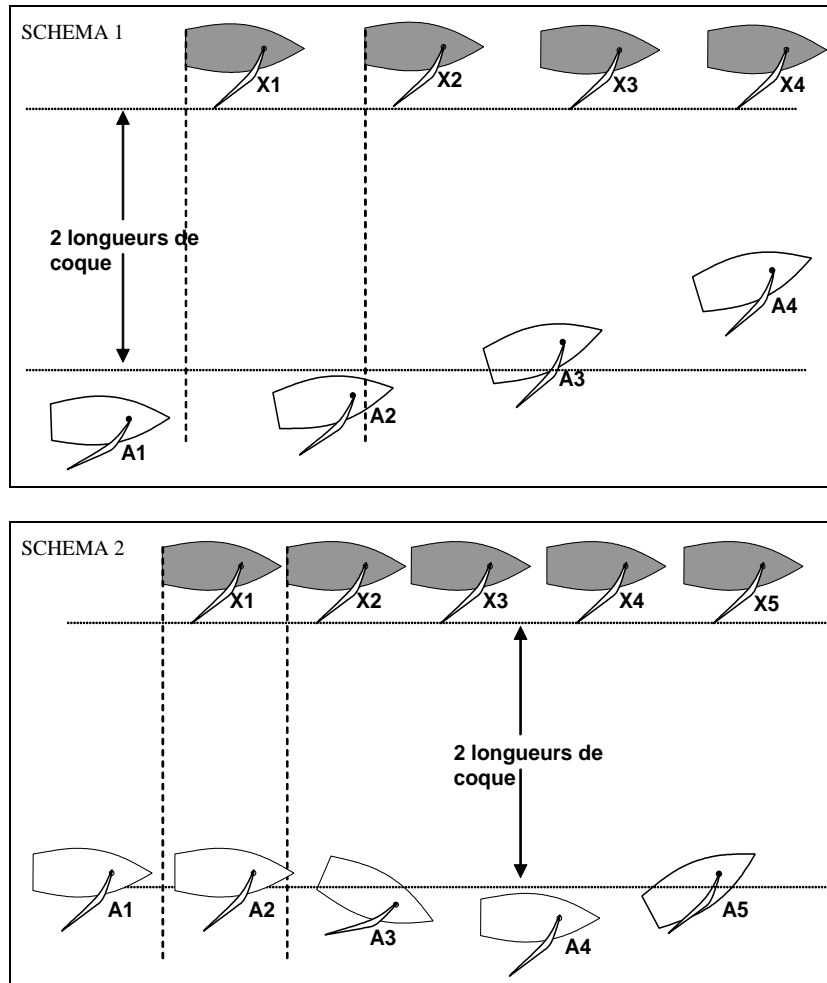 SCHEMA 1
X1 X2 X3 X4
2 longueurs de
coque
A4
A3
A2
A1
SCHEMA 2
X1 X2 X3 X4 X5
2 longueurs de
coque
A1 A2 A3 A4 A5